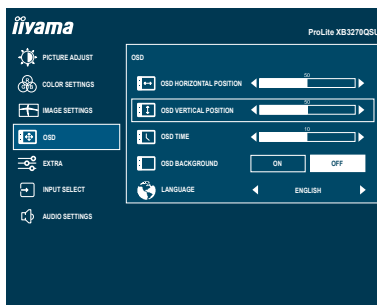 iiyama
ProLite XB3270QSU
PICTURE ADJUST
COLOR SETTINGS
IMAGE SETTINGS
OSD
EXTRA
INPUT SELECT
AUDIO SETTINGS
OSD
OSD HORIZONTAL POSITION
50
OSD VERTICAL POSITION
50
OSD TIME
10
OSD BACKGROUND
ON
OFF
LANGUAGE
ENGLISH